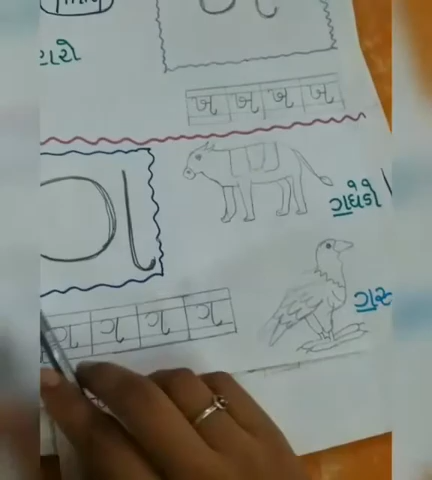 ટારો
ખ ખ ખ ખ
ગ
ગધેડો
ગરુ
ગ ગ ગ ગ